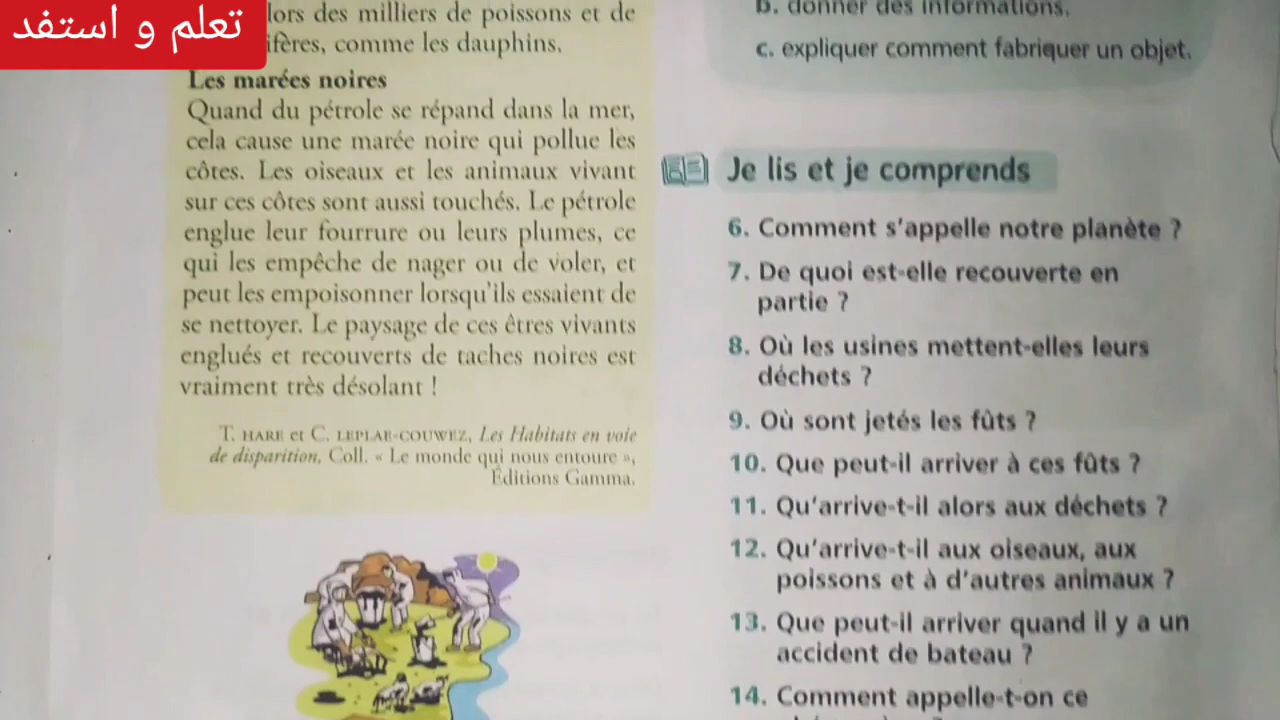 تعلم و استفد
lors des milliers de poissons et de
ifères, comme les dauphins.
Les marées noires
Quand du pétrole se répand dans la mer,
cela cause une marée noire qui pollue les
côtes. Les oiseaux et les animaux vivant
sur ces côtes sont aussi touchés. Le pétrole
englue leur fourrure ou leurs plumes, ce
qui les empêche de nager ou de voler, et
peut les empoisonner lorsqu'ils essaient de
se nettoyer. Le paysage de ces êtres vivants
englués et recouverts de taches noires est
vraiment très désolant !
T. HARE et C. LEPLAE-COUWEZ, Les Habitats en voie
de disparition, Coll. « Le monde qui nous entoure »,
Éditions Gamma.
b. donner des informations.
c. expliquer comment fabriquer un objet.
Je lis et je comprends
6. Comment s'appelle notre planète ?
7. De quoi est-elle recouverte en
partie ?
8. Où les usines mettent-elles leurs
déchets ?
9. Où sont jetés les fûts ?
10. Que peut-il arriver à ces fûts ?
11. Qu'arrive-t-il alors aux déchets ?
12. Qu'arrive-t-il aux oiseaux, aux
poissons et à d'autres animaux ?
13. Que peut-il arriver quand il y a un
accident de bateau ?
14. Comment appelle-t-on ce